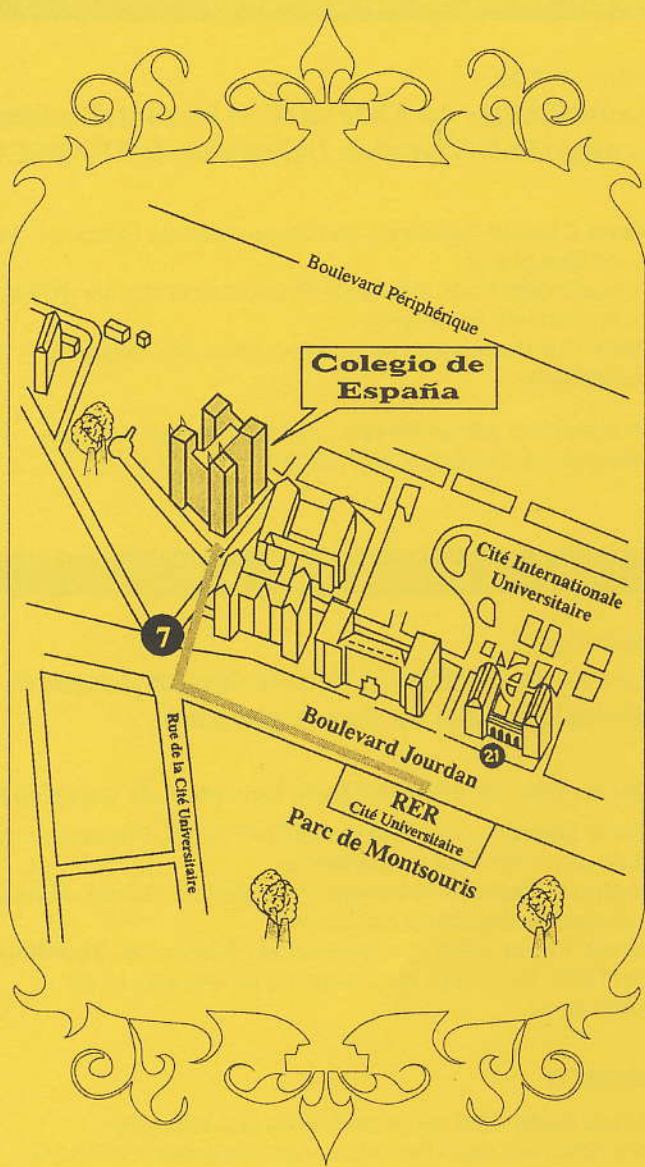 Boulevard Périphérique
Colegio de
España
Cité Internationale
Universitaire
7
Boulevard Jourdan
21
Rue de la Cité Universitaire
RER
Cité Universitaire
Parc de Montsouris